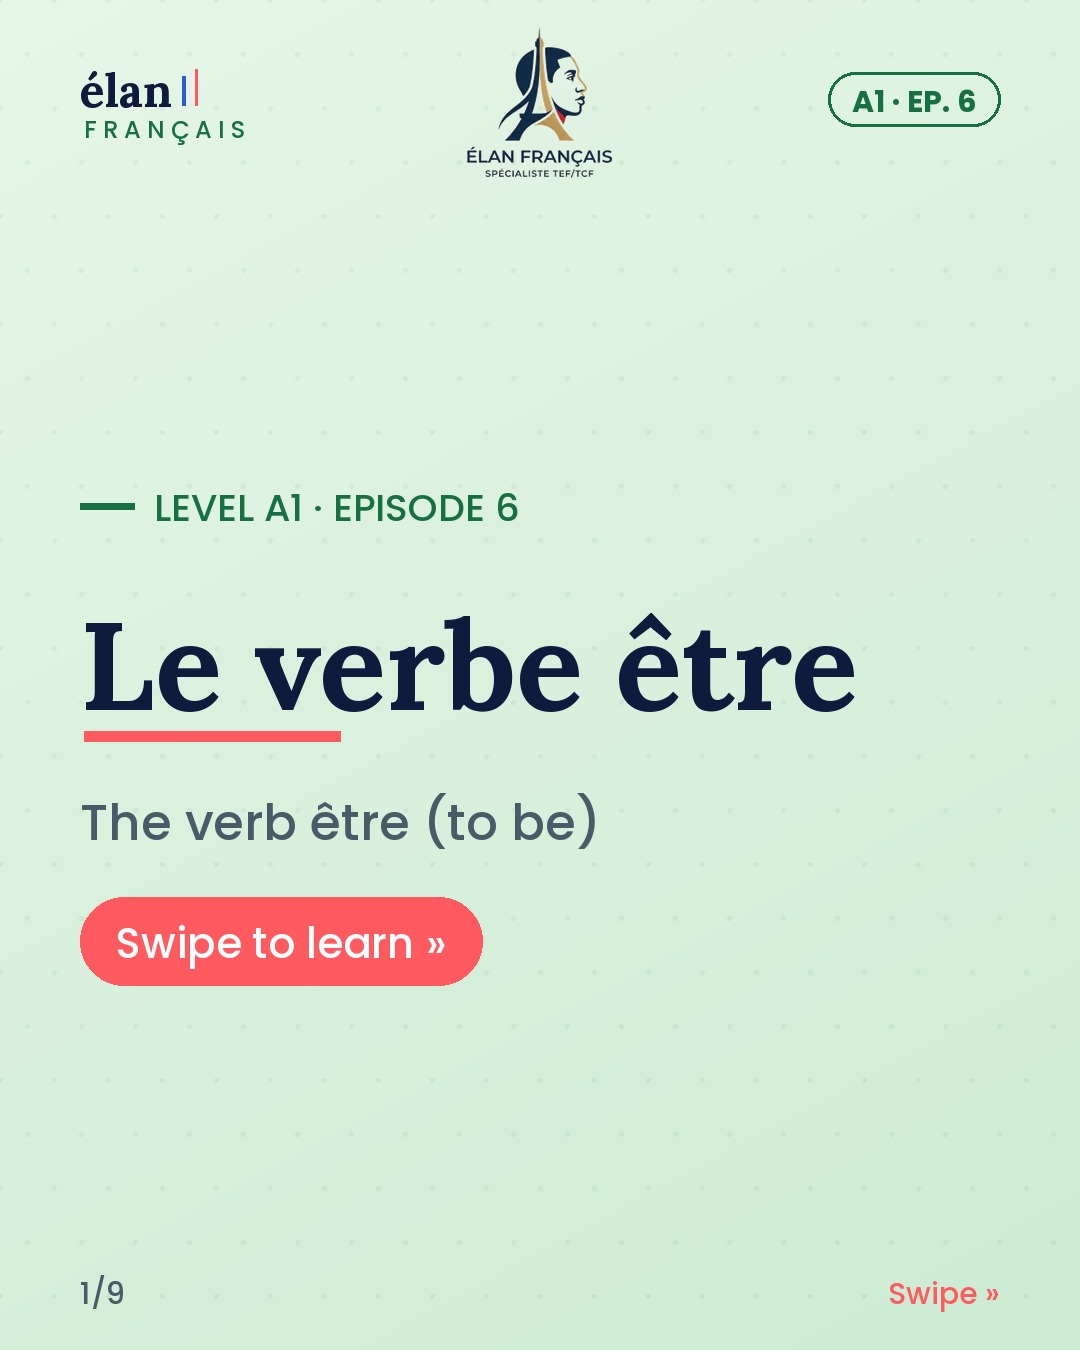 élan
FRANÇAIS
ÉLAN FRANÇAIS
SPÉCIALISTE TEF/TCF
A1 · EP. 6
LEVEL A1 · EPISODE 6
Le verbe être
The verb être (to be)
Swipe to learn »
1/9
Swipe »